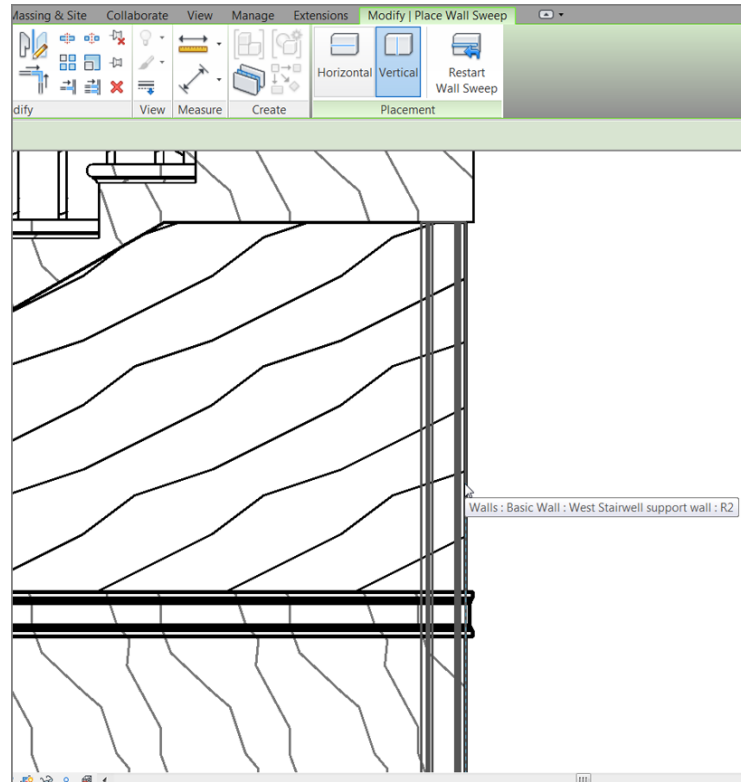 Massing & Site Collaborate View Manage Extensions Modify | Place Wall Sweep
Horizontal Vertical Restart
Wall Sweep
dify View Measure Create Placement
Walls : Basic Wall : West Stairwell support wall : R2